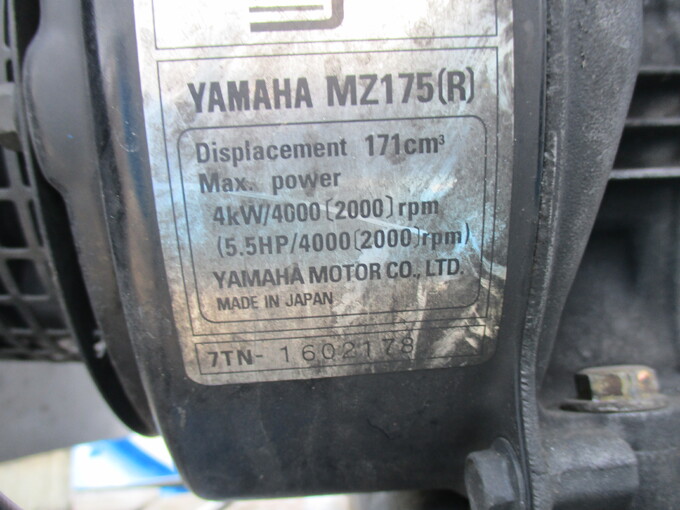 YAMAHA MZ175(R)
Displacement 171cm³
Max. power
4kW/4000〔2000〕rpm
(5.5HP/4000〔2000〕rpm)
YAMAHA MOTOR CO., LTD.
MADE IN JAPAN
7TN- 1602178